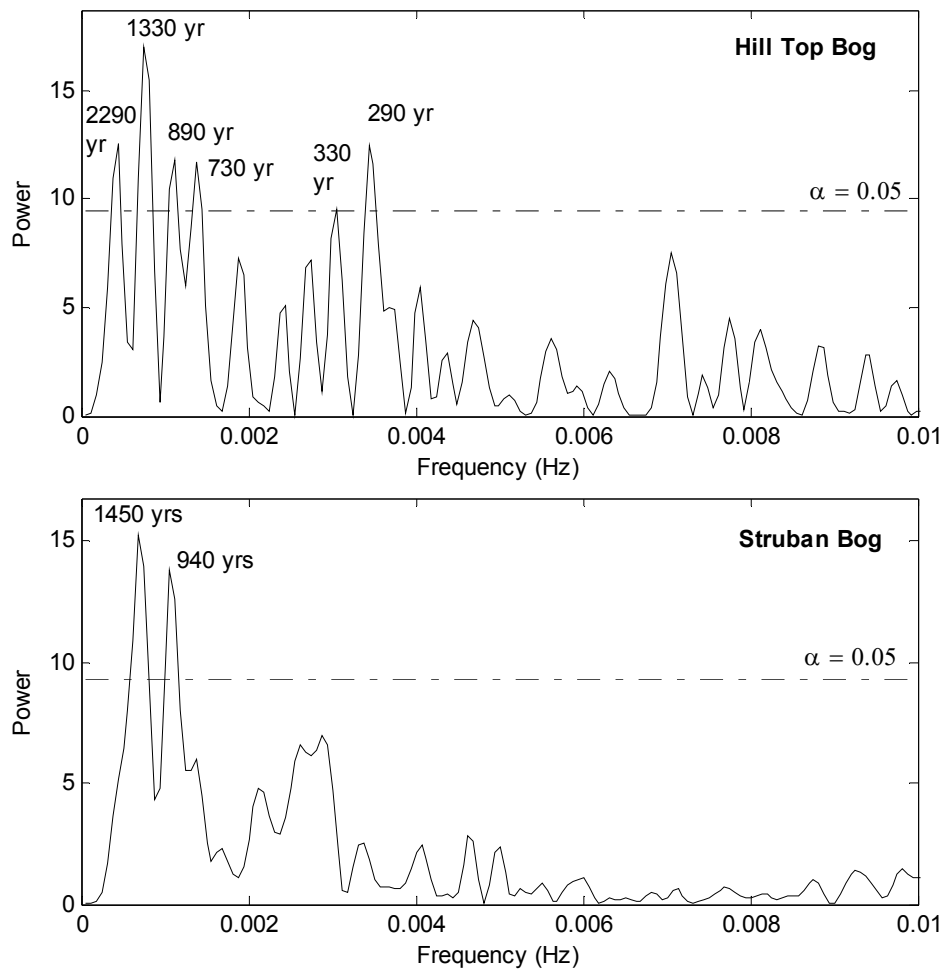 1330 yr
Hill Top Bog
15
2290
yr
890 yr
730 yr
330
yr
290 yr
10
α = 0.05
Power
5
0
0 0.002 0.004 0.006 0.008 0.01
Frequency (Hz)
1450 yrs
15
Struban Bog
940 yrs
10
α = 0.05
Power
5
0
0 0.002 0.004 0.006 0.008 0.01
Frequency (Hz)